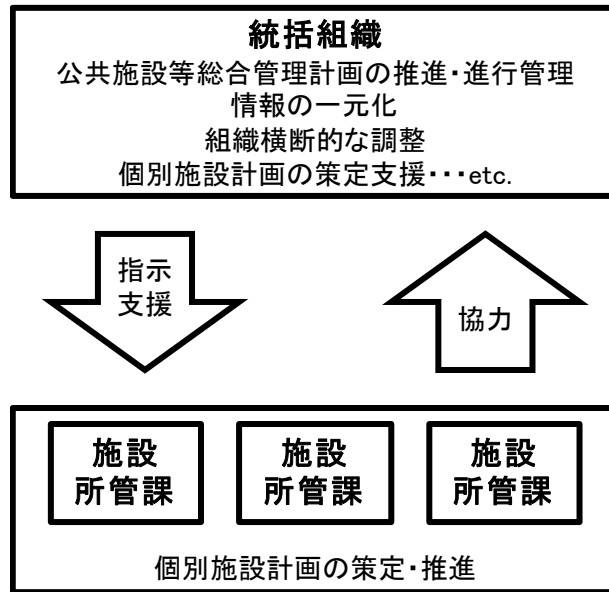 統括組織
公共施設等総合管理計画の推進・進行管理
情報の一元化
組織横断的な調整
個別施設計画の策定支援・・・etc.
指示
支援
協力
施設
所管課
施設
所管課
施設
所管課
個別施設計画の策定・推進